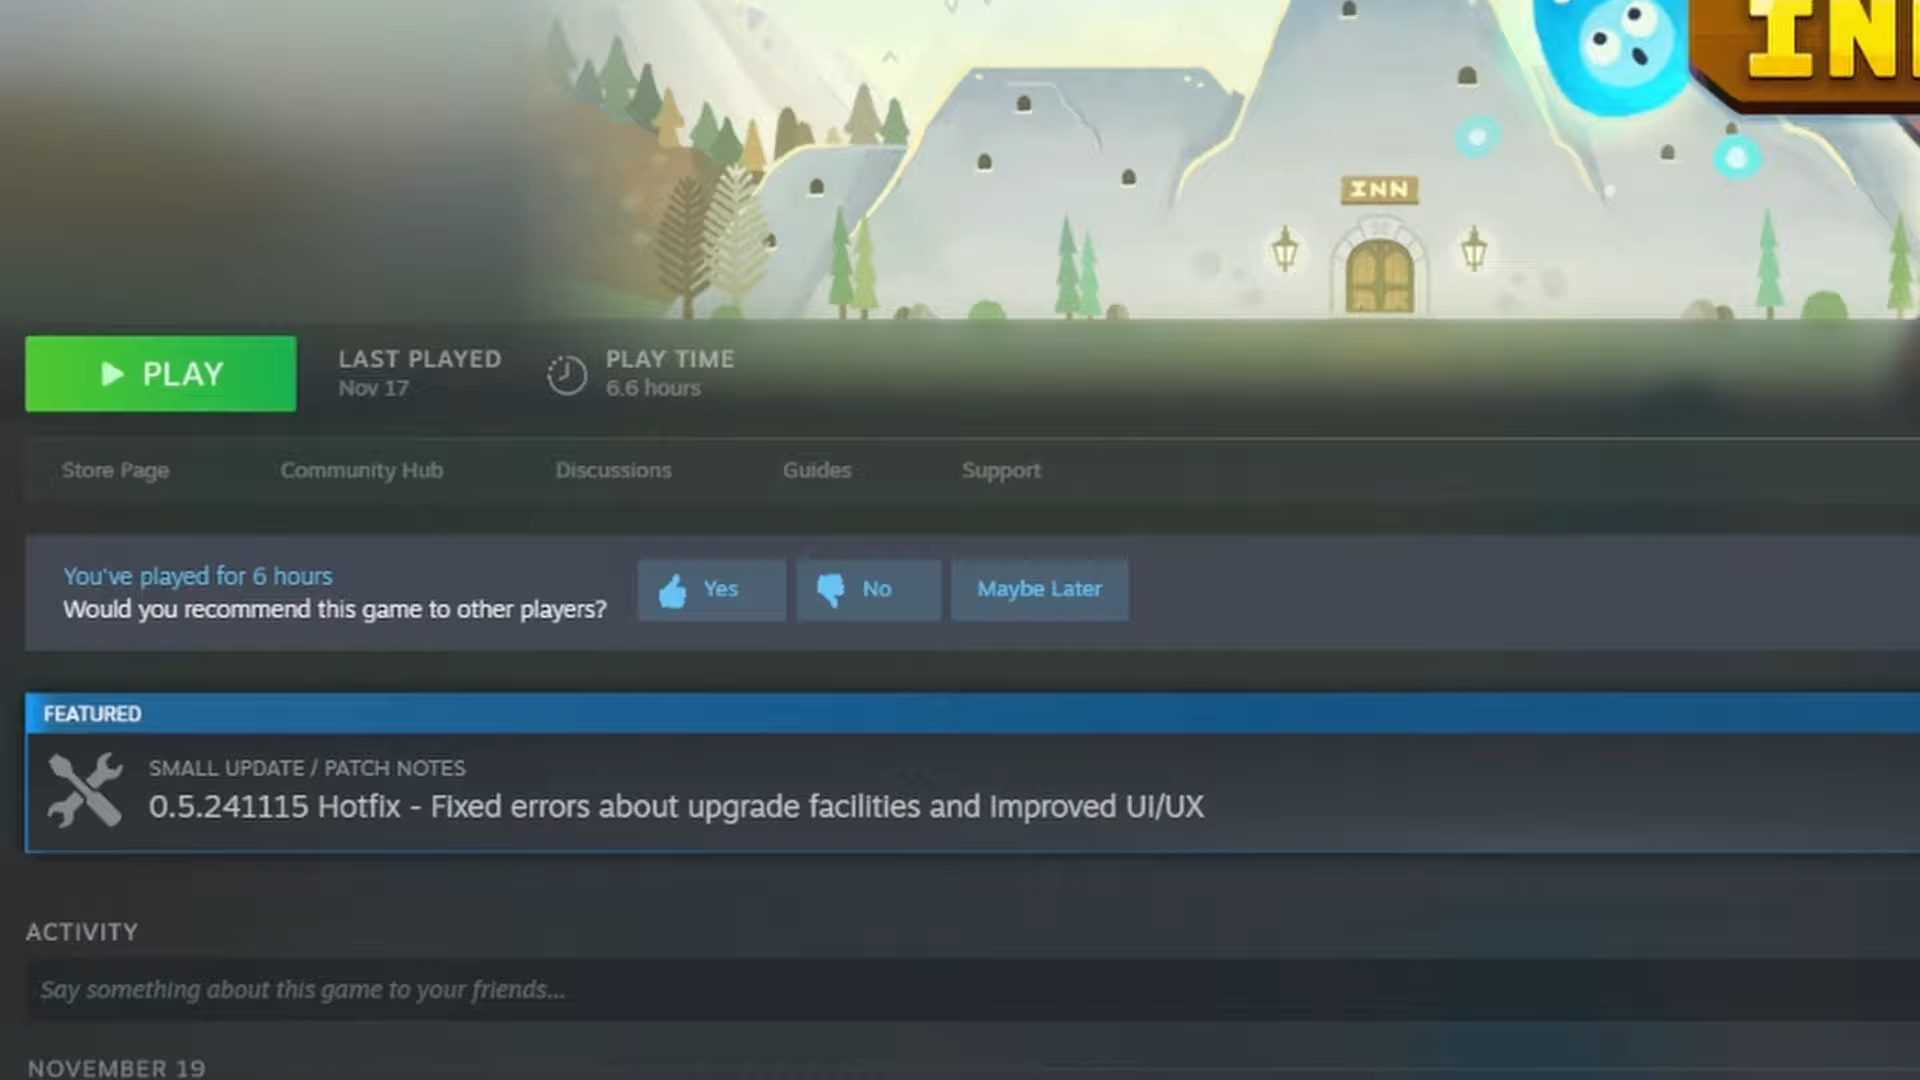 IN
INN
PLAY
LAST PLAYED
Nov 17
PLAY TIME
6.6 hours
Store Page
Community Hub
Discussions
Guides
Support
You've played for 6 hours
Would you recommend this game to other players?
Yes
No
Maybe Later
FEATURED
SMALL UPDATE / PATCH NOTES
0.5.241115 Hotfix - Fixed errors about upgrade facilities and Improved UI/UX
ACTIVITY
Say something about this game to your friends...
NOVEMBER 19